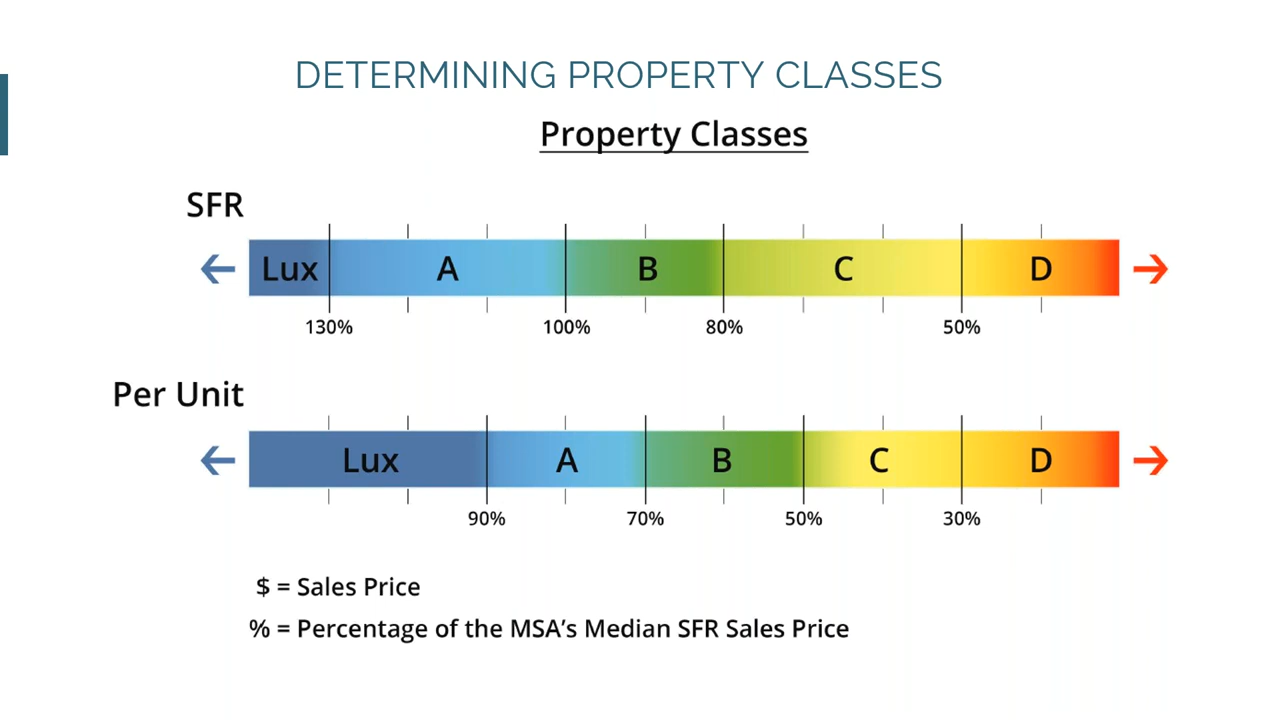 DETERMINING PROPERTY CLASSES
Property Classes
SFR
Lux A B C D
130% 100% 80% 50%
Per Unit
Lux A B C D
90% 70% 50% 30%
$ = Sales Price
% = Percentage of the MSA’s Median SFR Sales Price